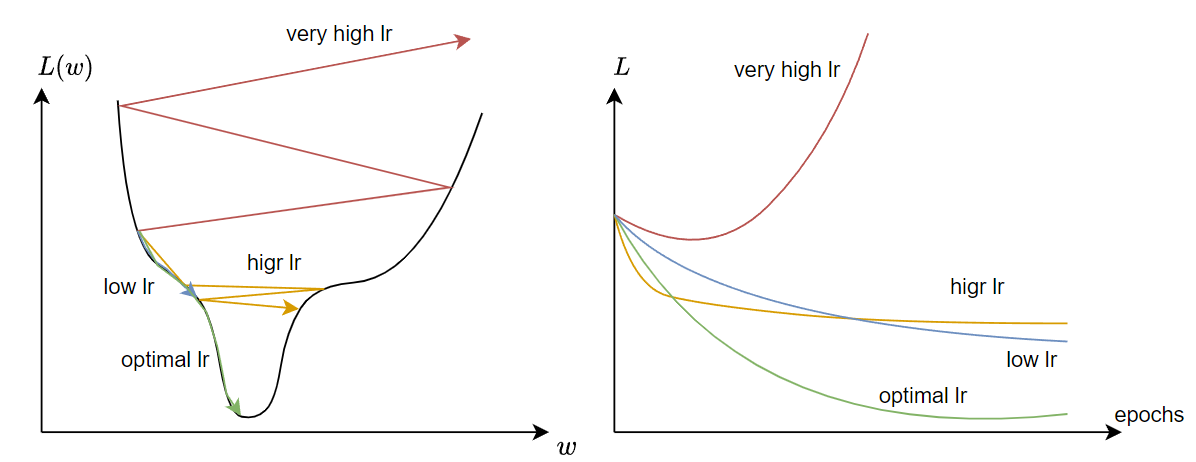 very high lr
L(w)
higr lr
low lr
optimal lr
w
L
very high lr
higr lr
low lr
optimal lr
epochs